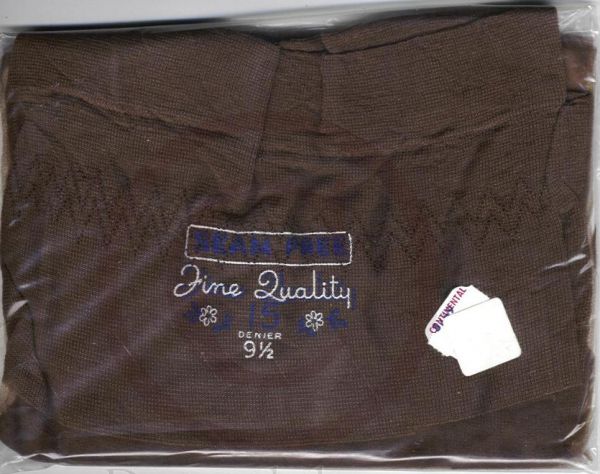 SEAM FREE
Fine Quality
15
DENIER
9½
CONTINENTAL